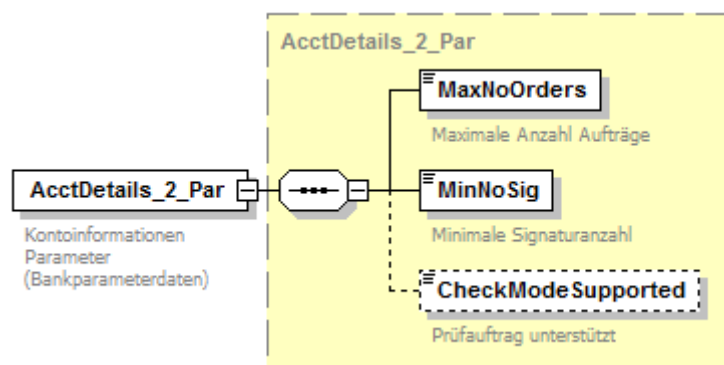 AcctDetails_2_Par
MaxNoOrders
Maximale Anzahl Aufträge
AcctDetails_2_Par
Kontoinformationen
Parameter
(Bankparameterdaten)
MinNoSig
Minimale Signaturanzahl
CheckModeSupported
Prüfauftrag unterstützt